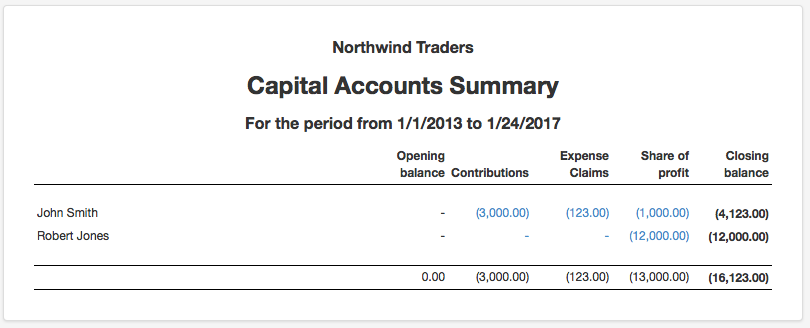 Northwind Traders
Capital Accounts Summary
For the period from 1/1/2013 to 1/24/2017
Opening Expense Share of Closing
balance Contributions Claims profit balance
John Smith - (3,000.00) (123.00) (1,000.00) (4,123.00)
Robert Jones - - - (12,000.00) (12,000.00)
0.00 (3,000.00) (123.00) (13,000.00) (16,123.00)